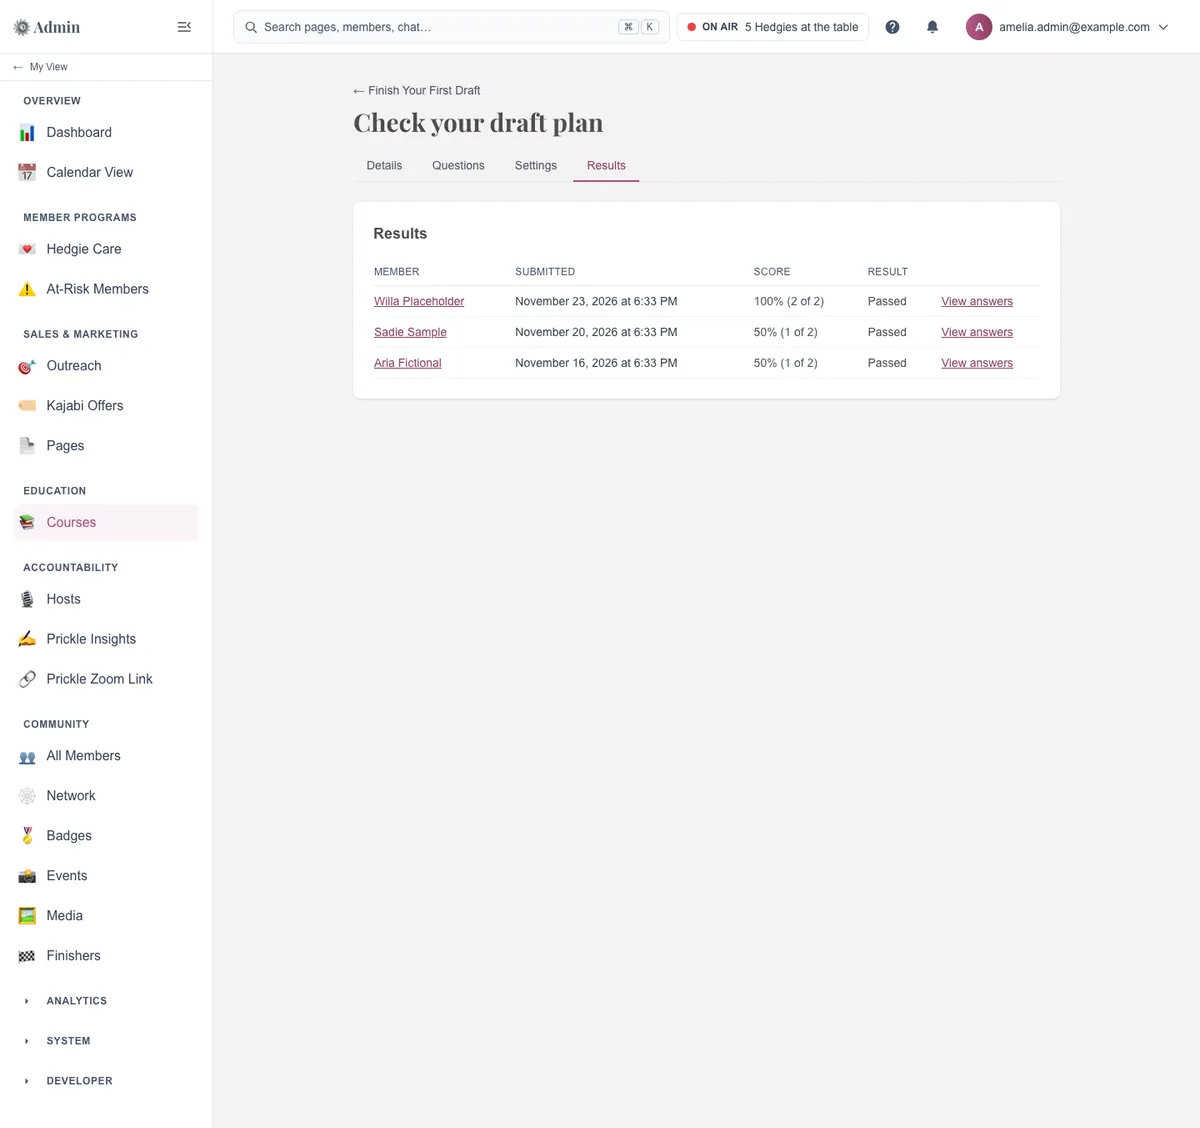 Admin
Search pages, members, chat…
⌘ K
ON AIR 5 Hedgies at the table
A
amelia.admin@example.com
← My View
OVERVIEW
Dashboard
Calendar View
MEMBER PROGRAMS
Hedgie Care
At-Risk Members
SALES & MARKETING
Outreach
Kajabi Offers
Pages
EDUCATION
Courses
ACCOUNTABILITY
Hosts
Prickle Insights
Prickle Zoom Link
COMMUNITY
All Members
Network
Badges
Events
Media
Finishers
ANALYTICS
SYSTEM
DEVELOPER
← Finish Your First Draft
Check your draft plan
Details Questions Settings Results
Results
MEMBER SUBMITTED SCORE RESULT
Willa Placeholder November 23, 2026 at 6:33 PM 100% (2 of 2) Passed View answers
Sadie Sample November 20, 2026 at 6:33 PM 50% (1 of 2) Passed View answers
Aria Fictional November 16, 2026 at 6:33 PM 50% (1 of 2) Passed View answers